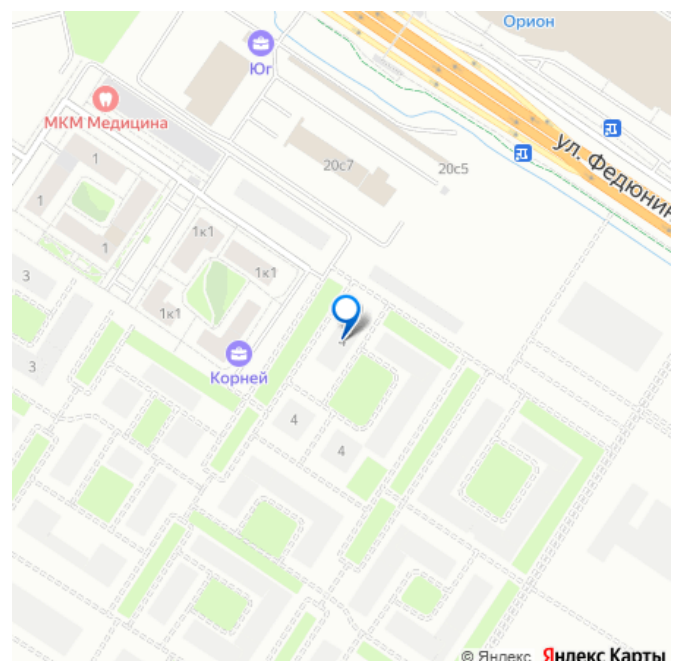 Орион
Юг
МКМ Медицина
ул. Федюнин
20с7
20с5
1
1
1
1к1
1к1
1к1
3
3
Корней
4
4
4
© Яндекс Яндекс Карты